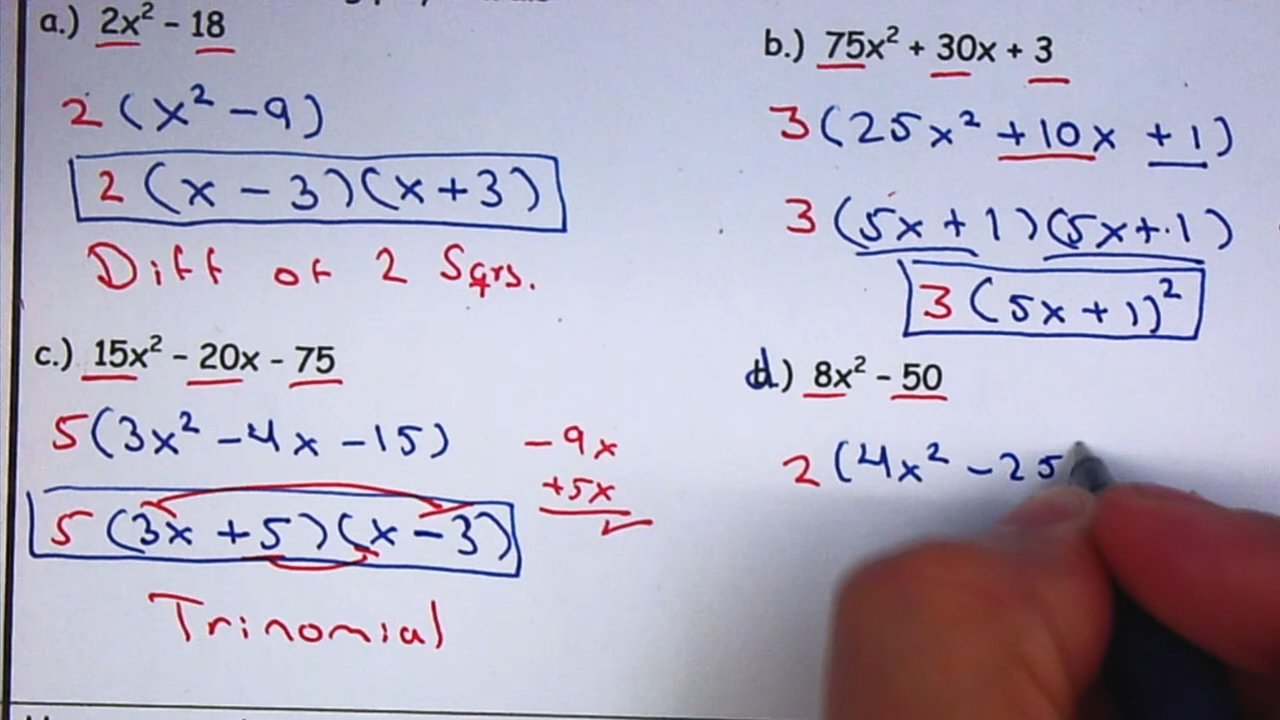 a.) 2x² - 18
2 (x² - 9)
2 (x - 3)(x + 3)
Diff of 2 Sqrs.
b.) 75x² + 30x + 3
3 (25x² + 10x + 1)
3 (5x + 1)(5x + 1)
3 (5x + 1)²
c.) 15x² - 20x - 75
5 (3x² - 4x - 15)
-9x
+5x
5 (3x + 5)(x - 3)
Trinomial
d.) 8x² - 50
2 (4x² - 25